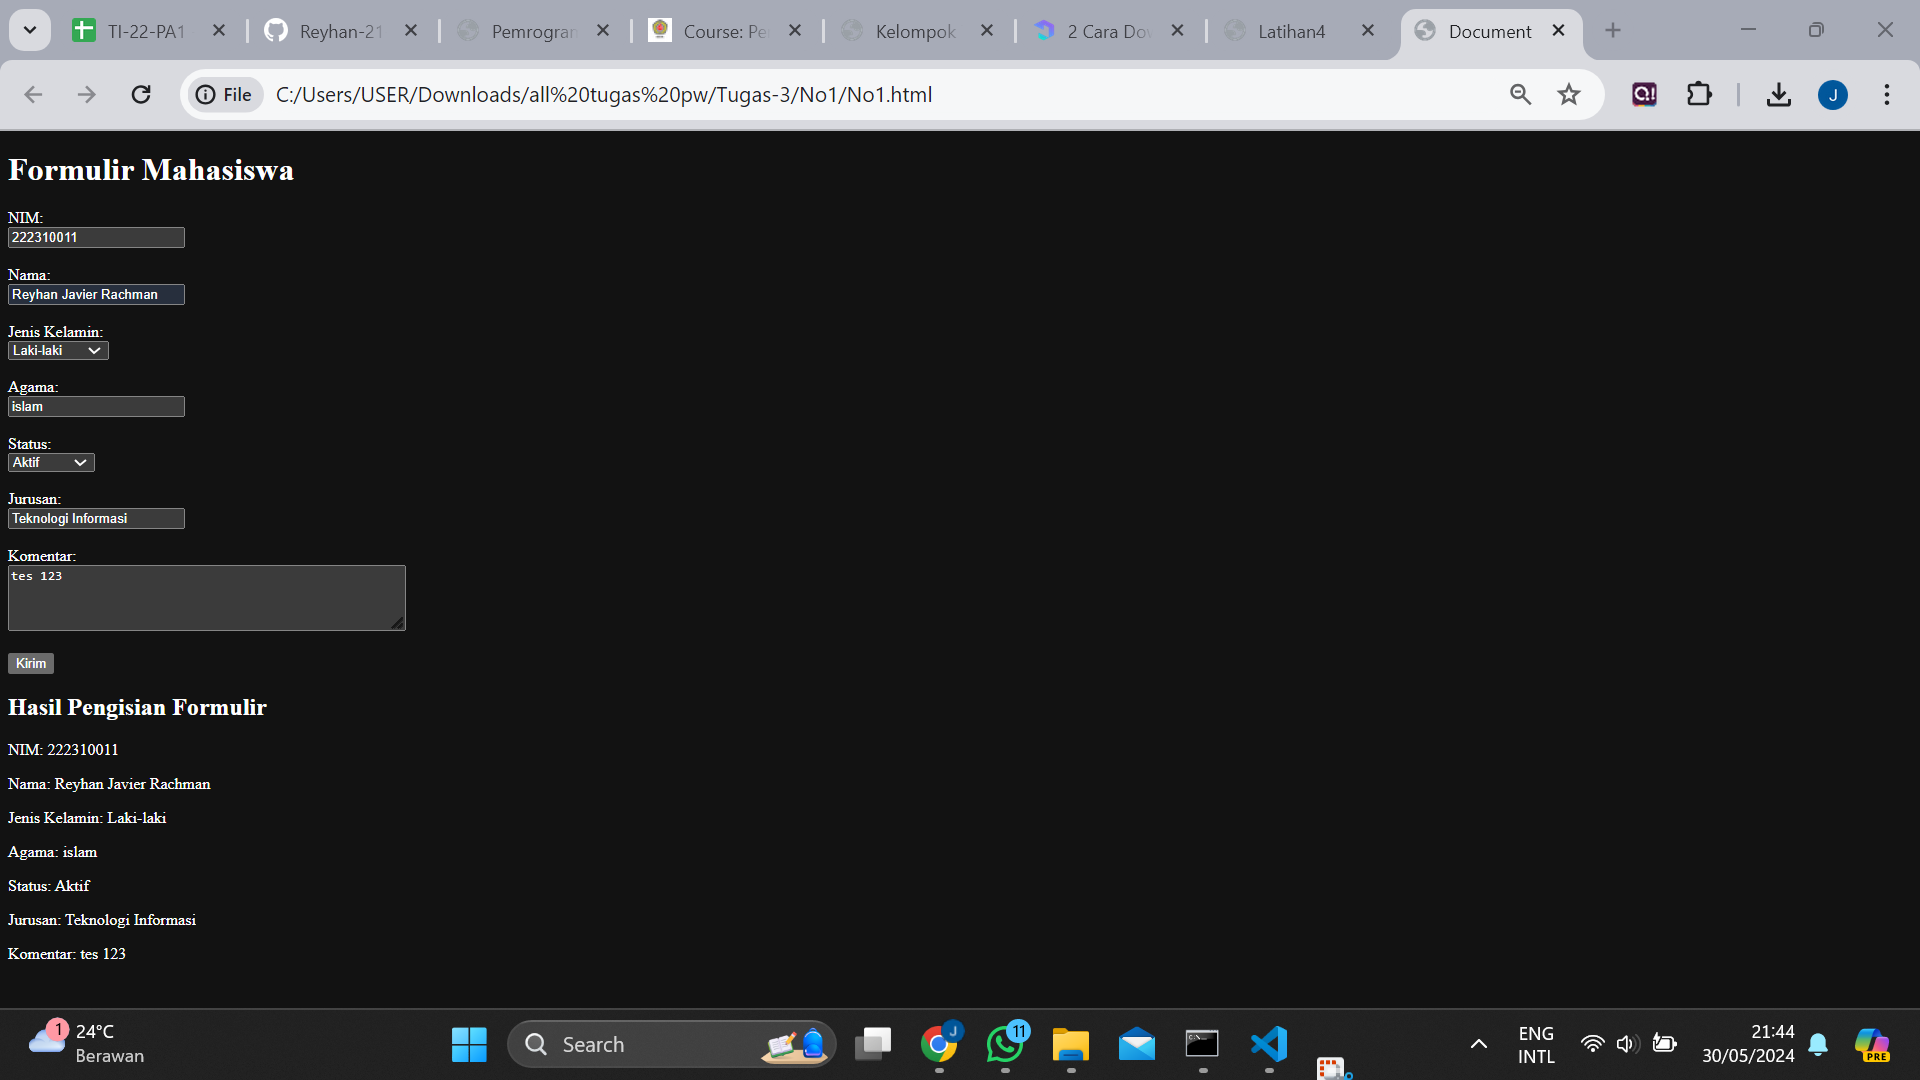 TI-22-PA1
Reyhan-21
Pemrogran
Course: Pe
Kelompok
2 Cara Dov
Latihan4
Document
File
C:/Users/USER/Downloads/all%20tugas%20pw/Tugas-3/No1/No1.html
J
Formulir Mahasiswa
NIM:
222310011
Nama:
Reyhan Javier Rachman
Jenis Kelamin:
Laki-laki
Agama:
islam
Status:
Aktif
Jurusan:
Teknologi Informasi
Komentar:
tes 123
Kirim
Hasil Pengisian Formulir
NIM: 222310011
Nama: Reyhan Javier Rachman
Jenis Kelamin: Laki-laki
Agama: islam
Status: Aktif
Jurusan: Teknologi Informasi
Komentar: tes 123
1
24°C
Berawan
Search
J
11
ENG
INTL
21:44
30/05/2024
PRE